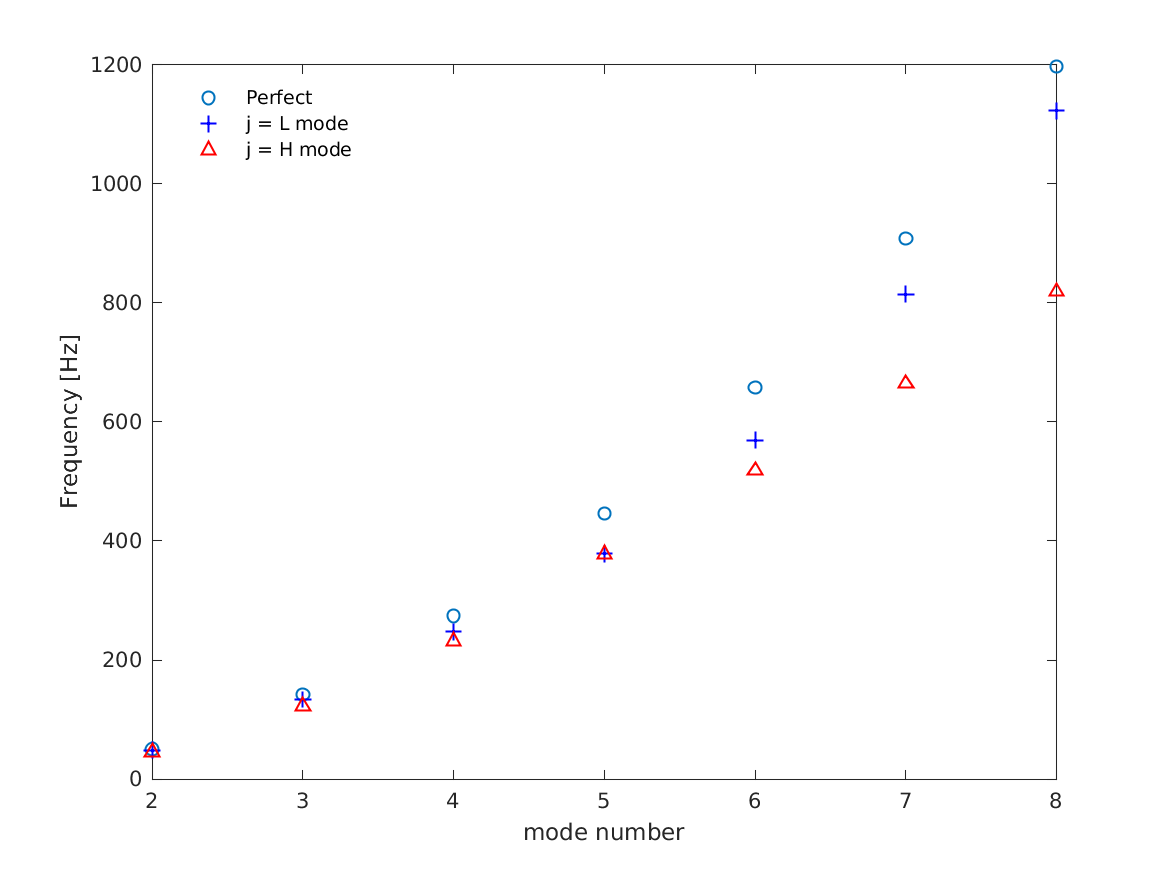 1200
Perfect
j = L mode
j = H mode
1000
800
600
400
200
0
Frequency [Hz]
2 3 4 5 6 7 8
mode number